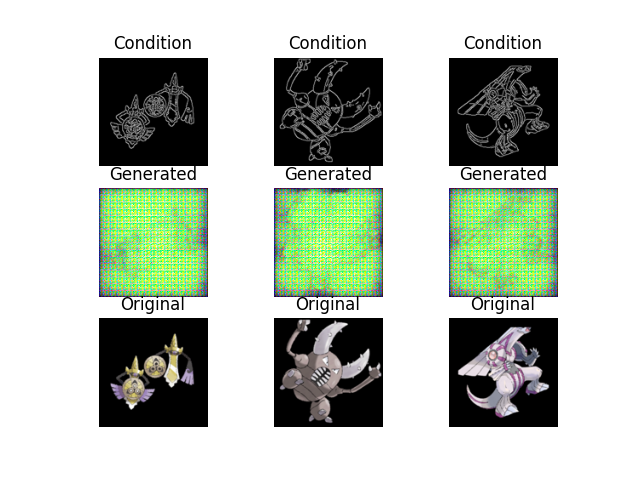 Condition Condition Condition
Generated Generated Generated
Original Original Original